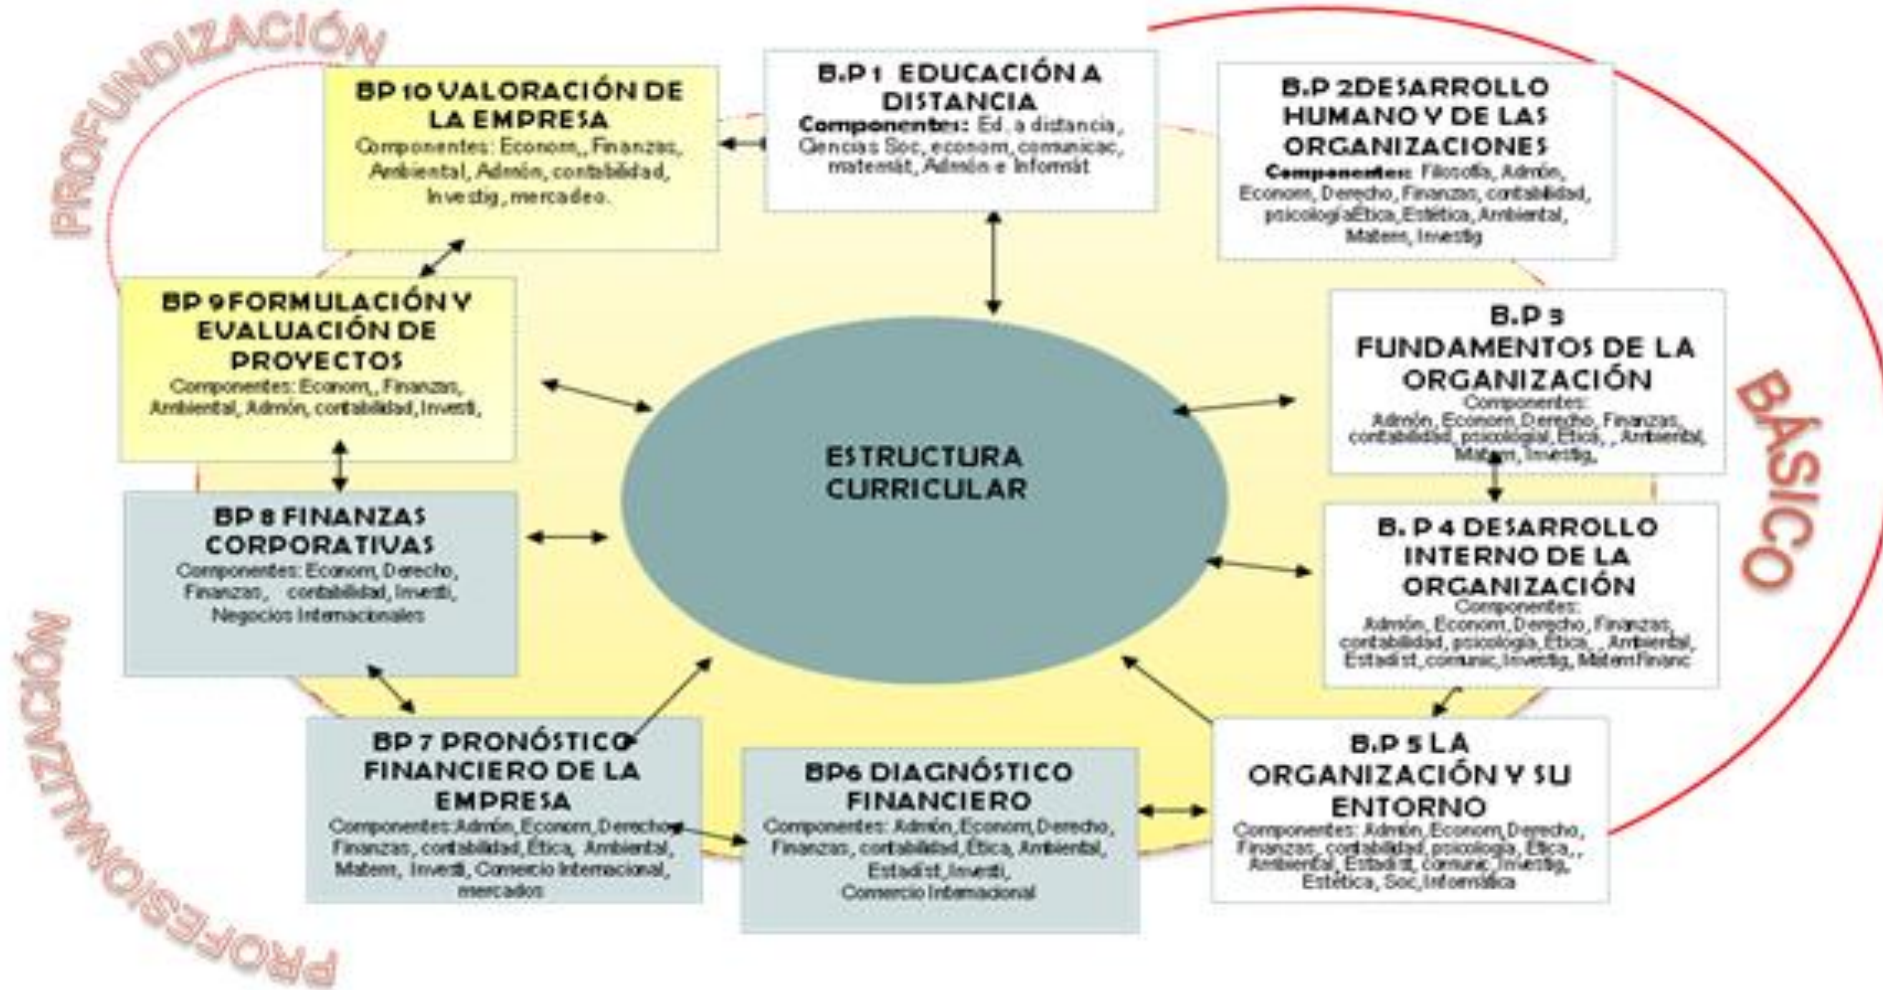 PROFUNDIZACIÓN
BP 10 VALORACIÓN DE
LA EMPRESA
Componentes: Econom,, Finanzas,
Ambiental, Admón, contabilidad,
Investig, mercadeo.
B.P 1 EDUCACIÓN A
DISTANCIA
Componentes: Ed. a distancia,
Ciencias Soc, econom, comunicac,
matemát, Admón e Informát
B.P 2DESARROLLO
HUMANO Y DE LAS
ORGANIZACIONES
Componentes: Filosofía, Admón,
Econom, Derecho, Finanzas, contabilidad,
psicologíaÉtica, Estética, Ambiental,
Matem, Investig
BP 9FORMULACIÓN Y
EVALUACIÓN DE
PROYECTOS
Componentes: Econom,, Finanzas,
Ambiental, Admón, contabilidad, Investi,
B.P 3
FUNDAMENTOS DE LA
ORGANIZACIÓN
Componentes:
Admón, Econom, Derecho, Finanzas,
contabilidad, psicologíal, Ética, , Ambiental,
Matem, Investig,
BÁSICO
ESTRUCTURA
CURRICULAR
BP 8 FINANZAS
CORPORATIVAS
Componentes: Econom, Derecho,
Finanzas, contabilidad, Investi,
Negocios Internacionales
B. P 4 DESARROLLO
INTERNO DE LA
ORGANIZACIÓN
Componentes:
Admón, Econom, Derecho, Finanzas,
contabilidad, psicología, Ética, , Ambiental,
Estadíst, comunic, Investig, MatemFinanc
PROFESIONALIZACIÓN
BP 7 PRONÓSTICO
FINANCIERO DE LA
EMPRESA
Componentes: Admón, Econom, Derecho,
Finanzas, contabilidad, Ética, Ambiental,
Matem, Investi, Comercio Internacional,
mercados
BP6 DIAGNÓSTICO
FINANCIERO
Componentes: Admón, Econom, Derecho,
Finanzas, contabilidad, Ética, Ambiental,
Estadíst, Investi,
Comercio Internacional
B.P 5 LA
ORGANIZACIÓN Y SU
ENTORNO
Componentes: Admón, Econom, Derecho,
Finanzas, contabilidad, psicología, Ética, ,
Ambiental, Estadíst, comunic, Investig,
Estética, Soc, Informática